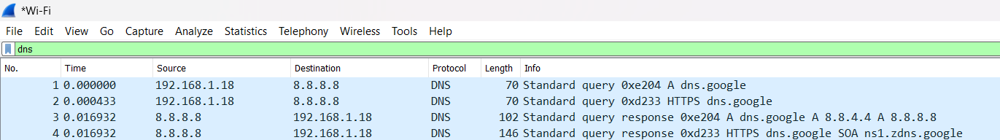 *Wi-Fi
File Edit View Go Capture Analyze Statistics Telephony Wireless Tools Help
dns
No. Time Source Destination Protocol Length Info
1 0.000000 192.168.1.18 8.8.8.8 DNS 70 Standard query 0xe204 A dns.google
2 0.000433 192.168.1.18 8.8.8.8 DNS 70 Standard query 0xd233 HTTPS dns.google
3 0.016932 8.8.8.8 192.168.1.18 DNS 102 Standard query response 0xe204 A dns.google A 8.8.4.4 A 8.8.8.8
4 0.016932 8.8.8.8 192.168.1.18 DNS 146 Standard query response 0xd233 HTTPS dns.google SOA ns1.zdns.google